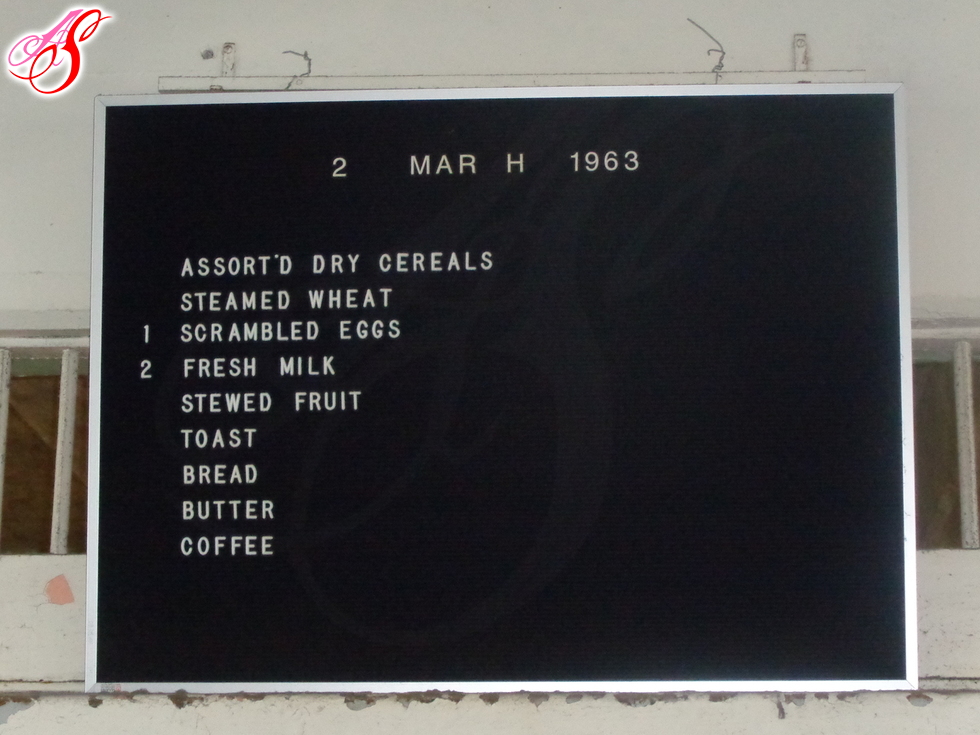 AS
2 MAR H 1963
ASSORT'D DRY CEREALS
STEAMED WHEAT
1 SCRAMBLED EGGS
2 FRESH MILK
STEWED FRUIT
TOAST
BREAD
BUTTER
COFFEE